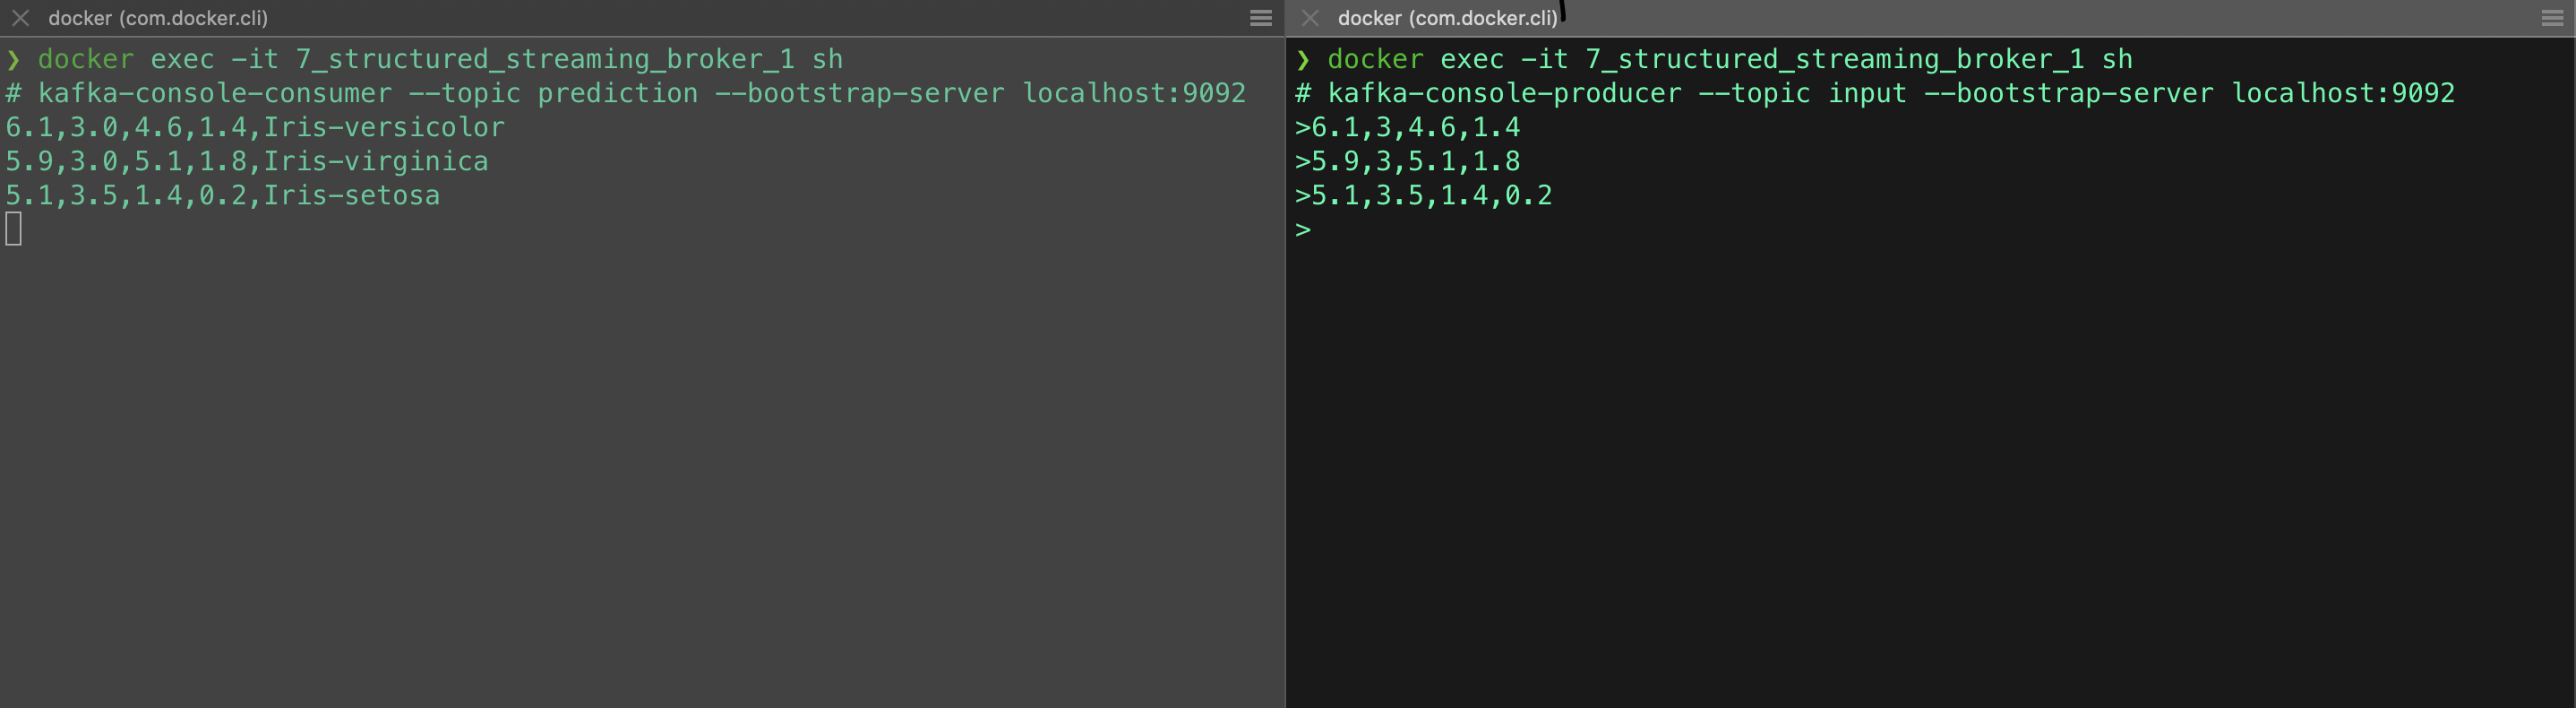 docker (com.docker.cli)
❯ docker exec -it 7_structured_streaming_broker_1 sh
# kafka-console-consumer --topic prediction --bootstrap-server localhost:9092
6.1,3.0,4.6,1.4,Iris-versicolor
5.9,3.0,5.1,1.8,Iris-virginica
5.1,3.5,1.4,0.2,Iris-setosa
docker (com.docker.cli)
❯ docker exec -it 7_structured_streaming_broker_1 sh
# kafka-console-producer --topic input --bootstrap-server localhost:9092
>6.1,3,4.6,1.4
>5.9,3,5.1,1.8
>5.1,3.5,1.4,0.2
>